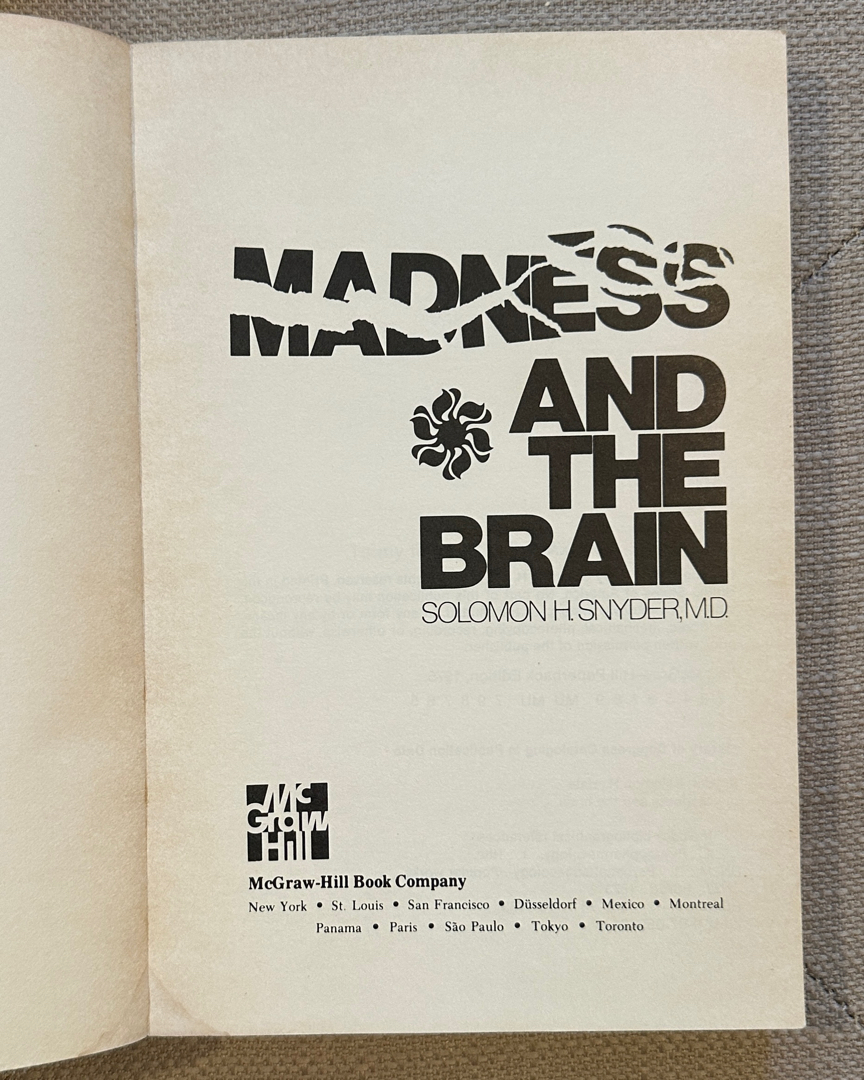 MADNESS
AND
THE
BRAIN
SOLOMON H. SNYDER, M.D.
Mc
Graw
Hill
McGraw-Hill Book Company
New York • St. Louis • San Francisco • Düsseldorf • Mexico • Montreal
Panama • Paris • São Paulo • Tokyo • Toronto